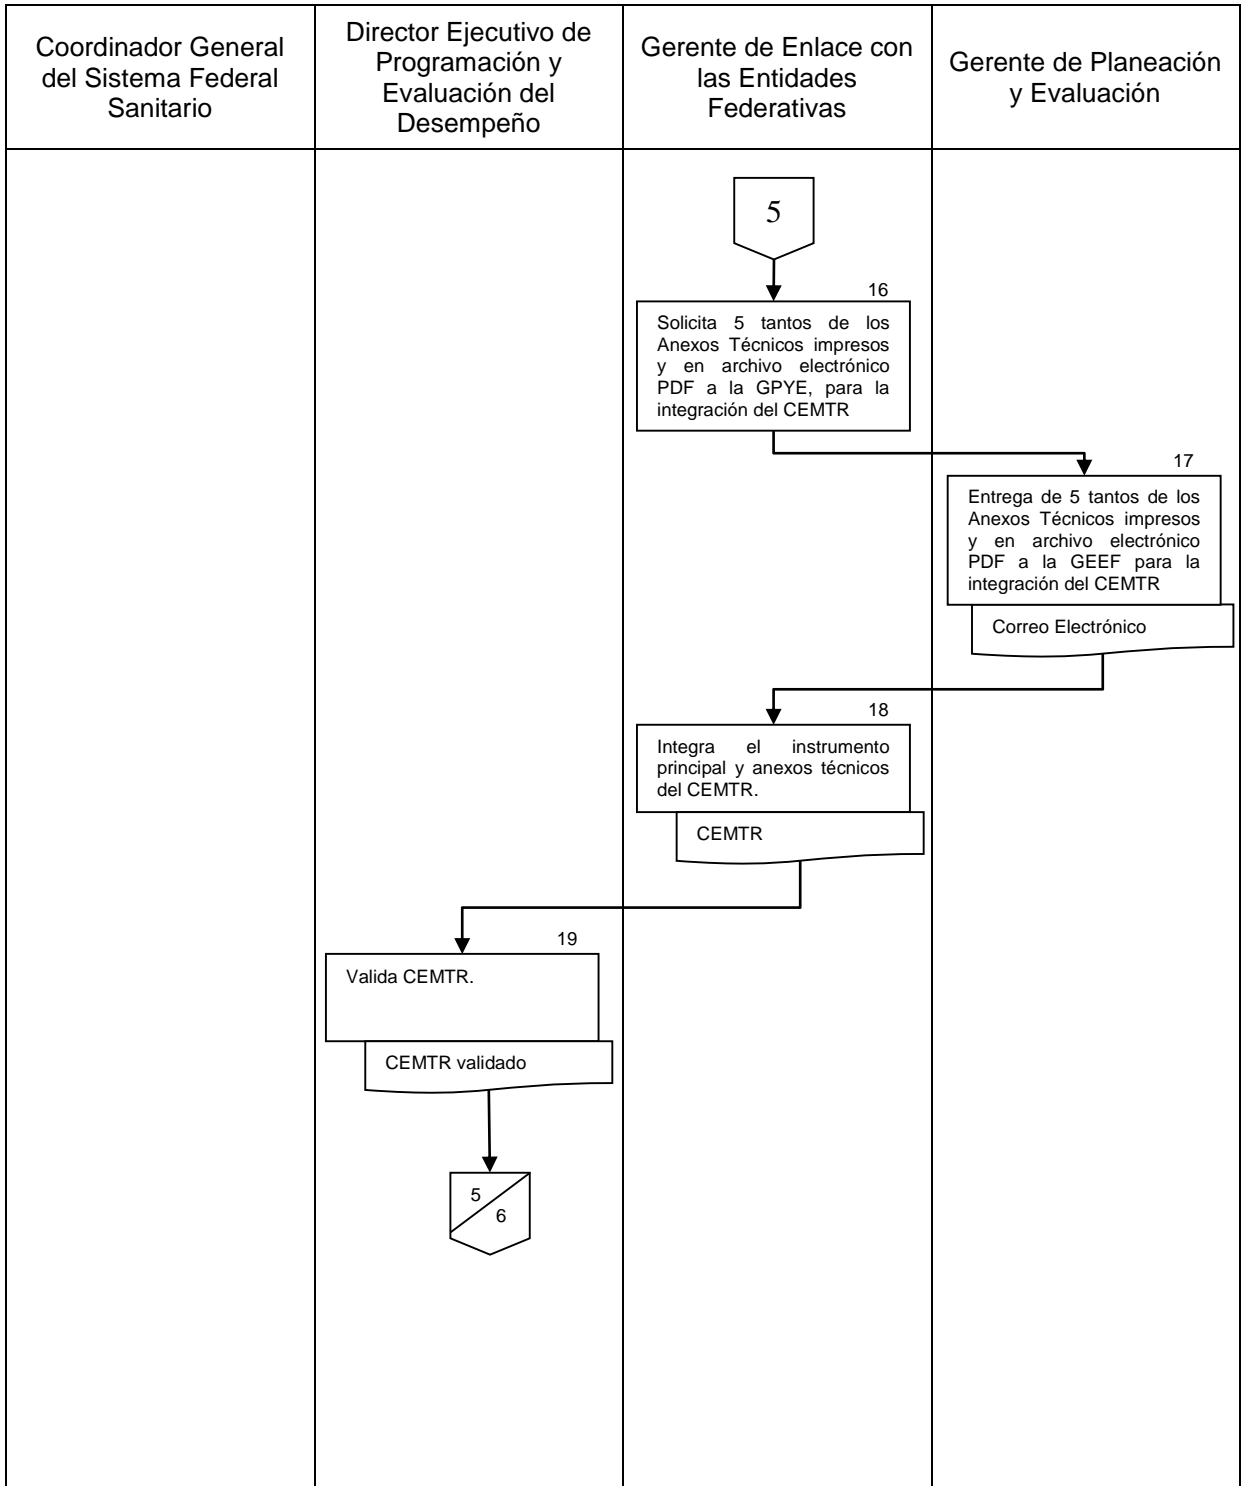 Coordinador General
del Sistema Federal
Sanitario
Director Ejecutivo de
Programación y
Evaluación del
Desempeño
Gerente de Enlace con
las Entidades
Federativas
Gerente de Planeación
y Evaluación
5
16
Solicita 5 tantos de los
Anexos Técnicos impresos
y en archivo electrónico
PDF a la GPYE, para la
integración del CEMTR
17
Entrega de 5 tantos de los
Anexos Técnicos impresos
y en archivo electrónico
PDF a la GEEF para la
integración del CEMTR
Correo Electrónico
18
Integra el instrumento
principal y anexos técnicos
del CEMTR.
CEMTR
19
Valida CEMTR.
CEMTR validado
5
6